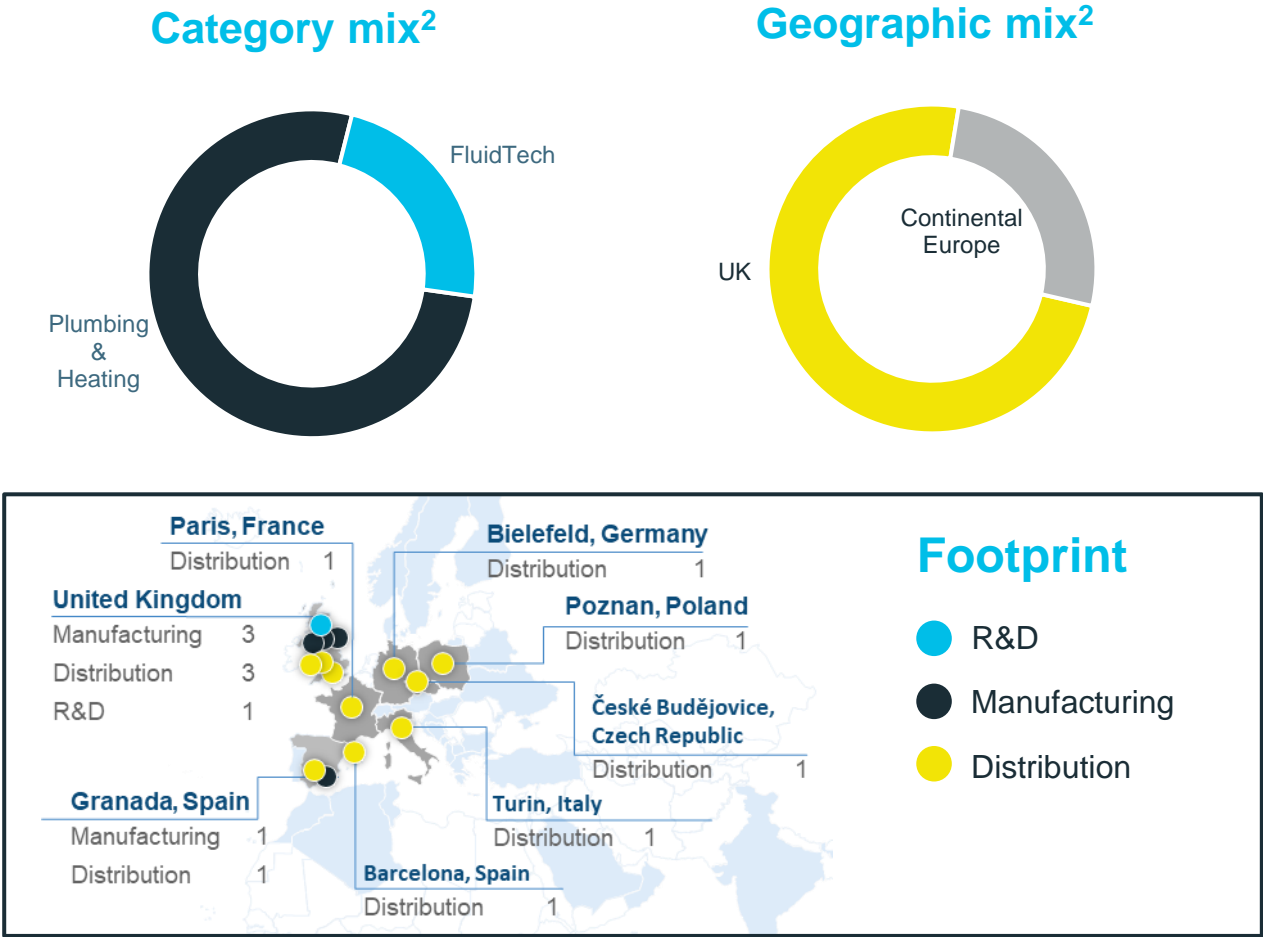 Category mix2
Geographic mix2
FluidTech
Plumbing
&
Heating
Continental
Europe
UK
Paris, France
Distribution 1
United Kingdom
Manufacturing 3
Distribution 3
R&D 1
Granada, Spain
Manufacturing 1
Distribution 1
Bielefeld, Germany
Distribution 1
Poznan, Poland
Distribution 1
České Budějovice,
Czech Republic
Distribution 1
Turin, Italy
Distribution 1
Barcelona, Spain
Distribution 1
Footprint
R&D
Manufacturing
Distribution